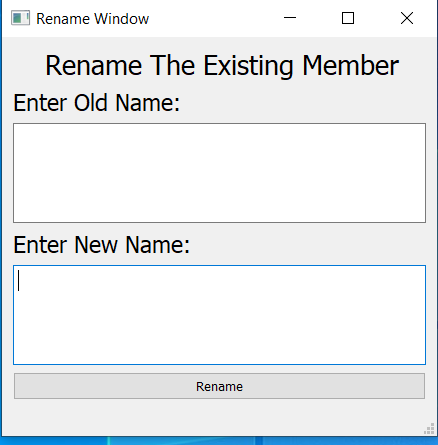 Rename Window
Rename The Existing Member
Enter Old Name:
Enter New Name:
Rename